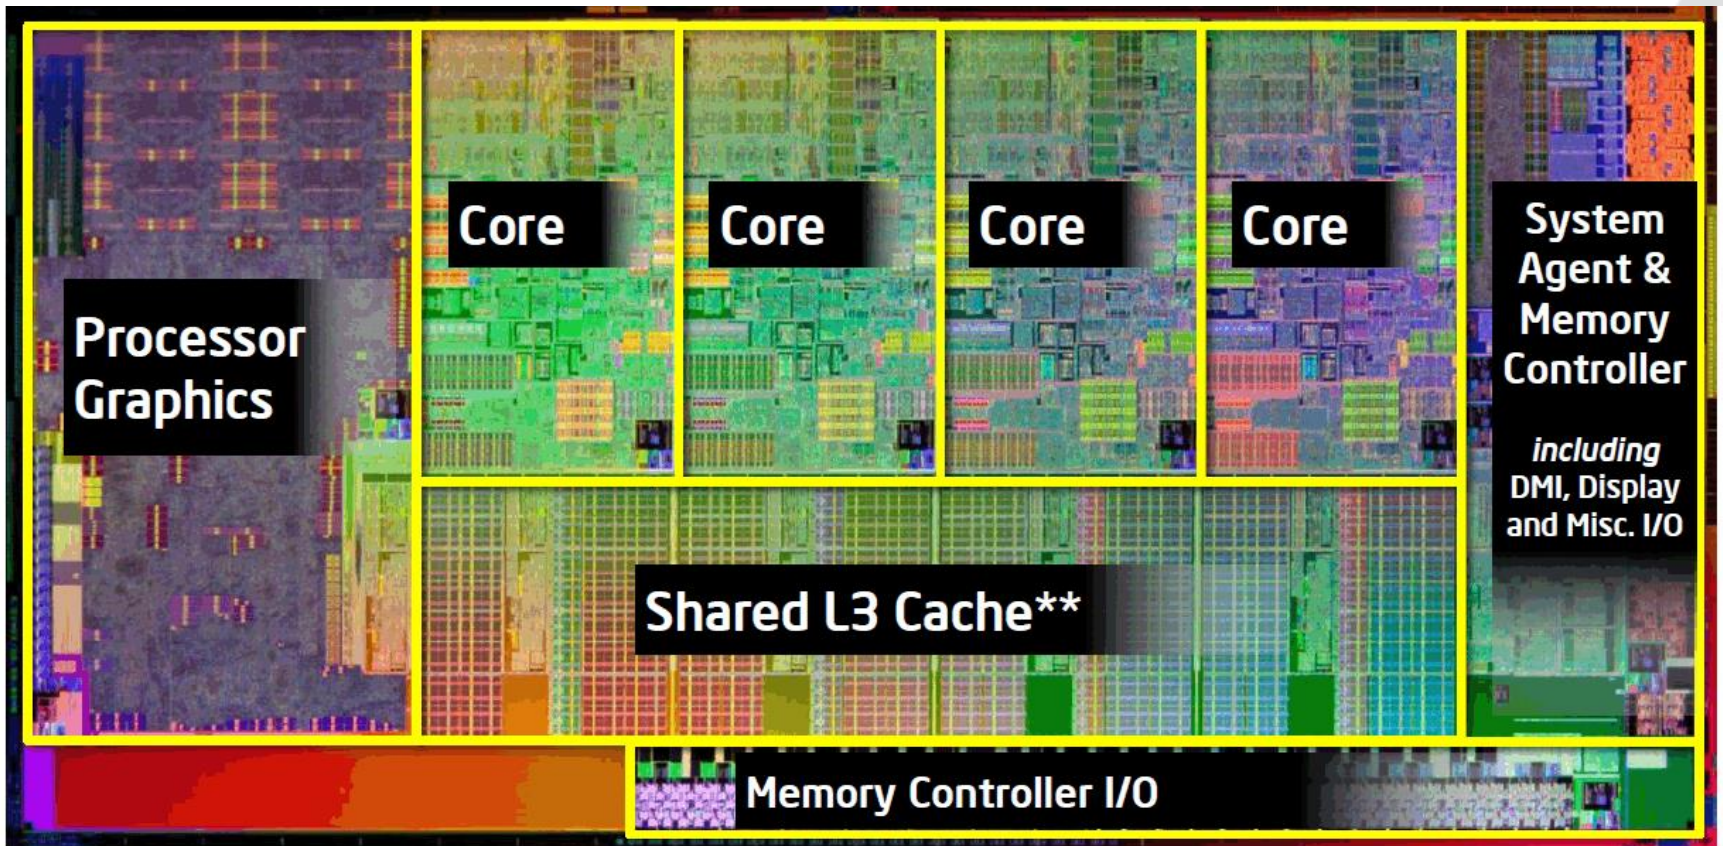 Processor
Graphics
Core
Core
Core
Core
System
Agent &
Memory
Controller
including
DMI, Display
and Misc. I/O
Shared L3 Cache**
Memory Controller I/O